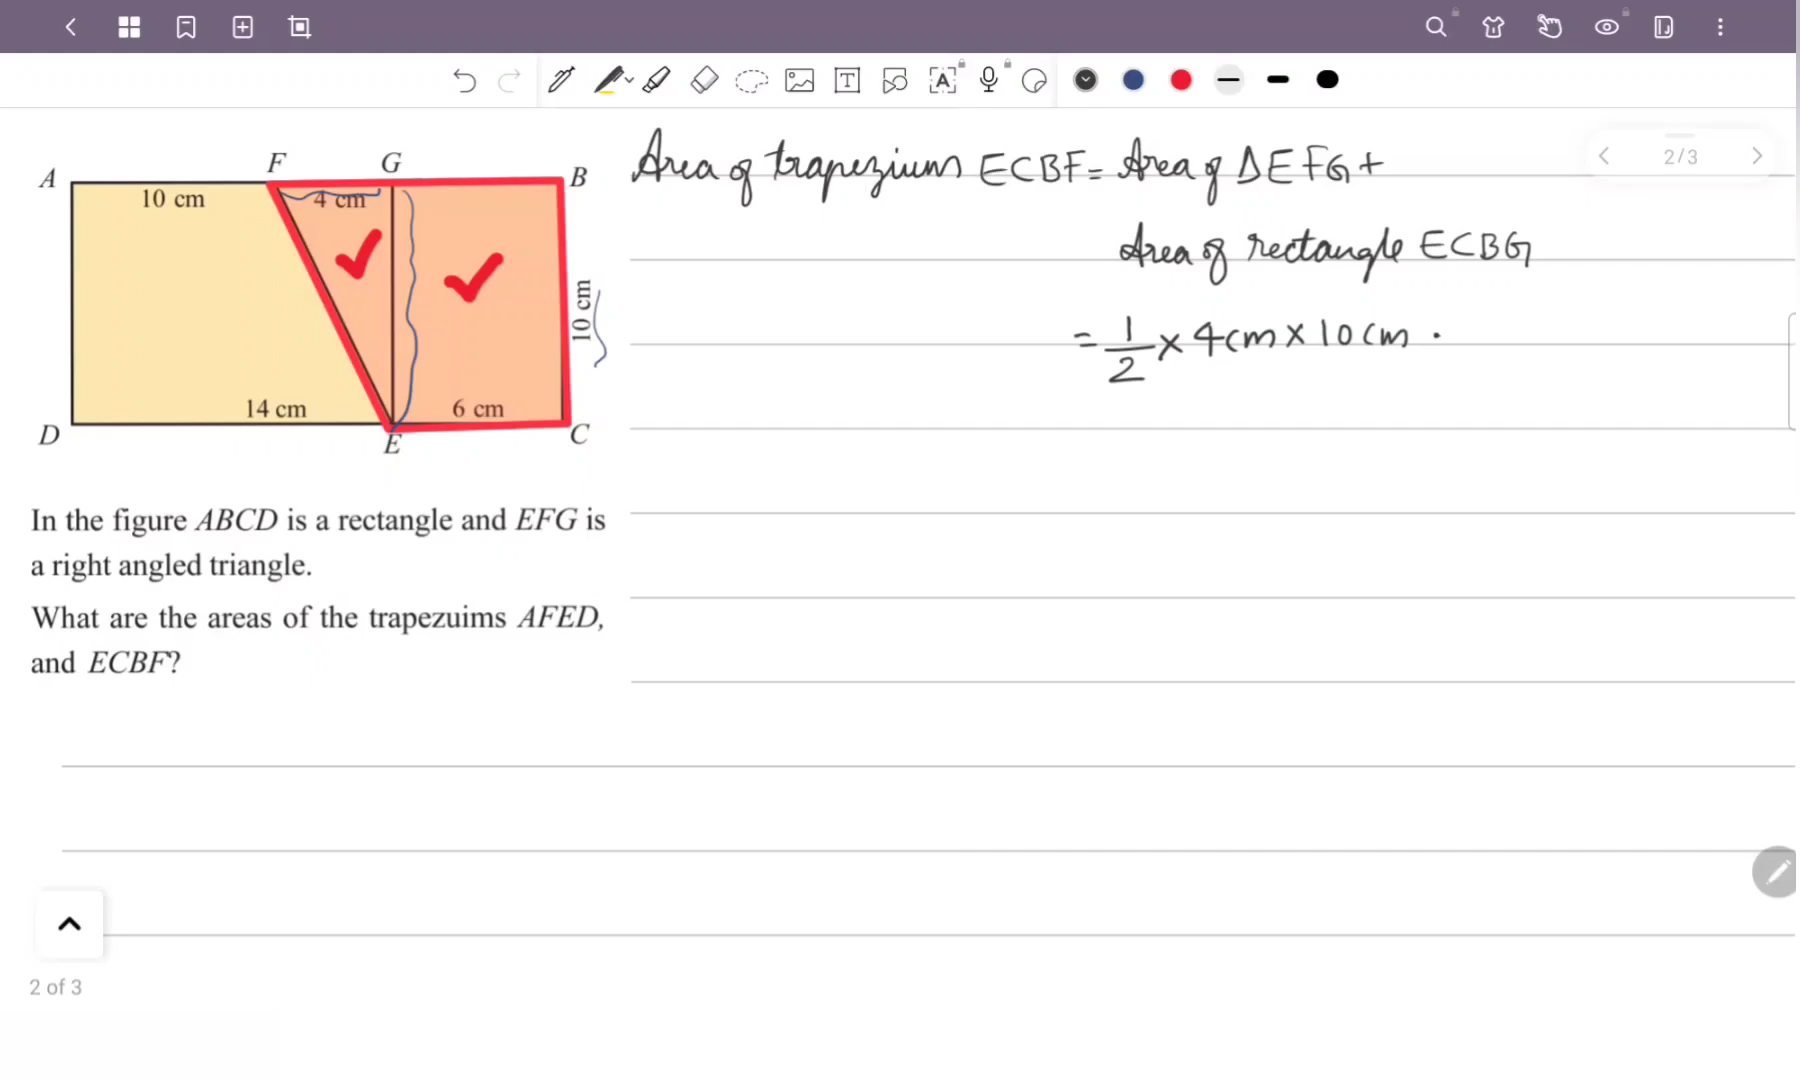 2/3
A F G B
10 cm 4 cm
10 cm
14 cm 6 cm
D E C
Area of trapezium ECBF = Area of ΔEFG +
Area of rectangle ECBG
= 1/2 × 4cm × 10cm .
In the figure ABCD is a rectangle and EFG is
a right angled triangle.
What are the areas of the trapezuims AFED,
and ECBF?
2 of 3